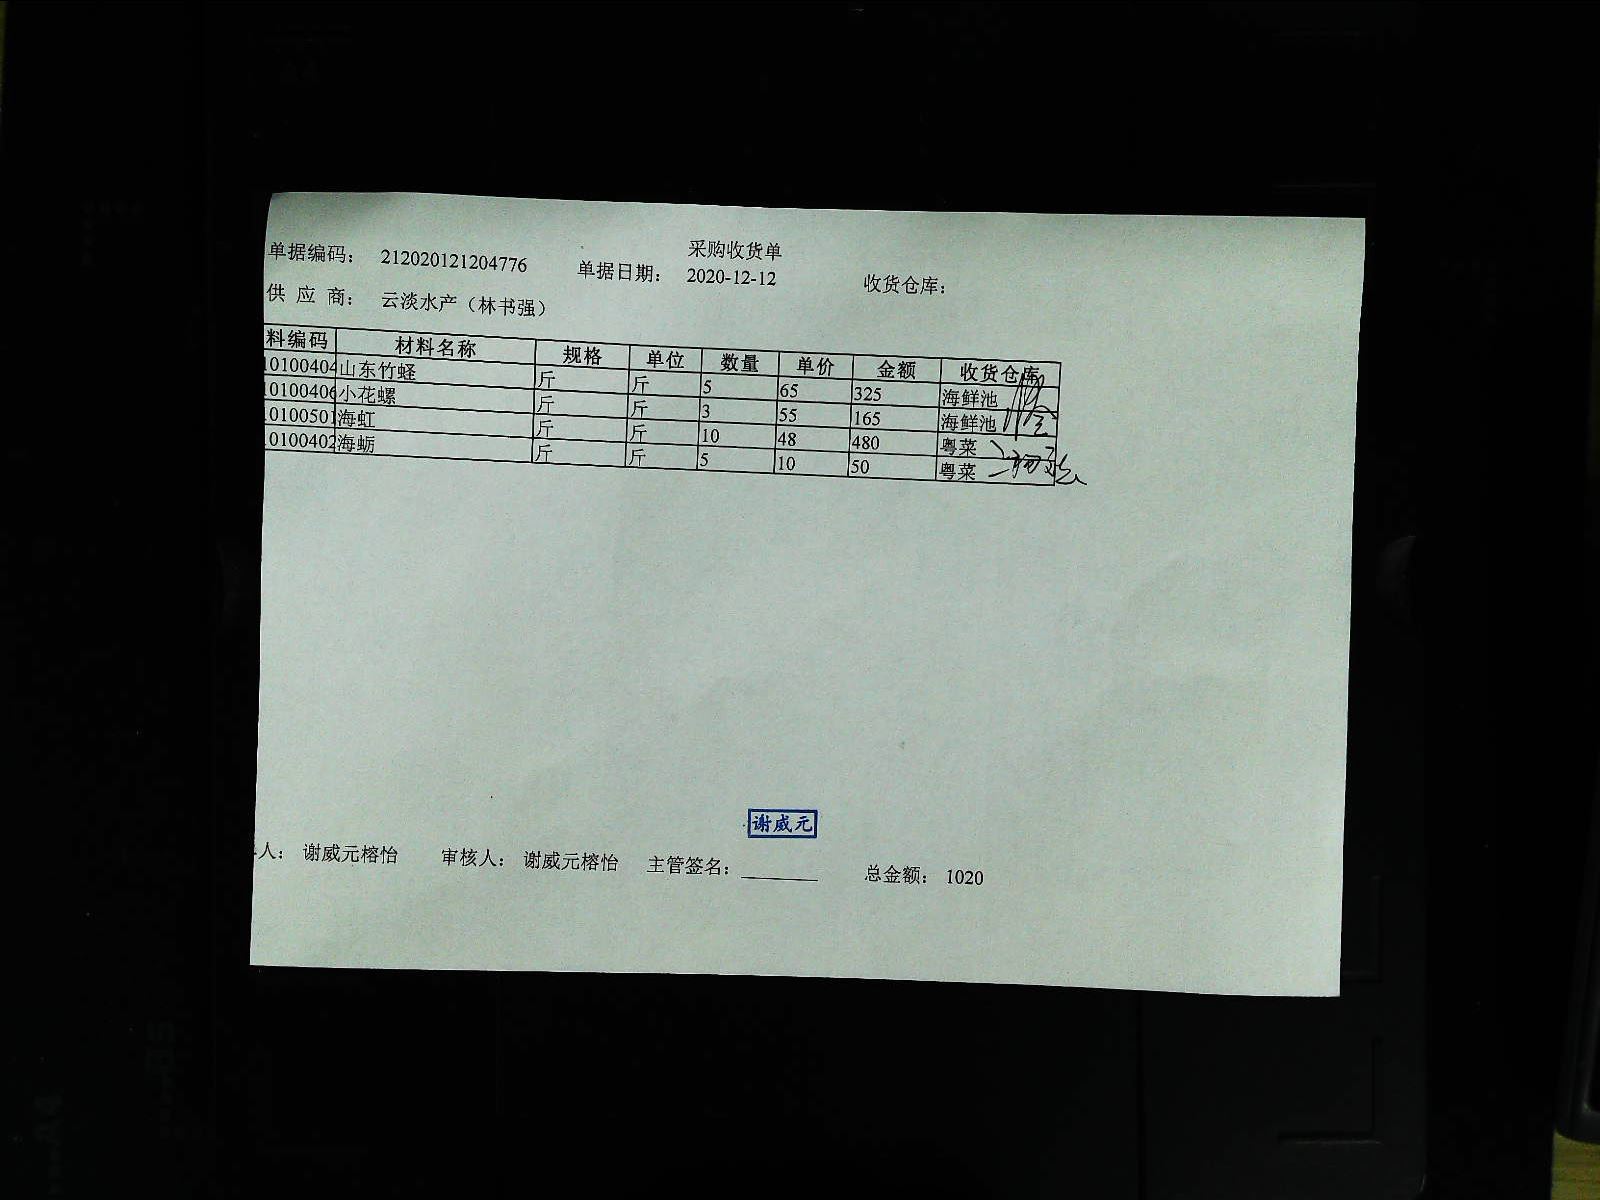 采购收货单
单据编码： 212020121204776 单据日期： 2020-12-12 收货仓库：
供 应 商： 云淡水产（林书强）
料编码 材料名称 规格 单位 数量 单价 金额 收货仓库
10100404 山东竹蛏 斤 斤 5 65 325 海鲜池
10100406 小花螺 斤 斤 3 55 165 海鲜池
10100501 海虹 斤 斤 10 48 480 粤菜
10100402 海蛎 斤 斤 5 10 50 粤菜
谢威元
人： 谢威元榕怡 审核人： 谢威元榕怡 主管签名： 总金额： 1020